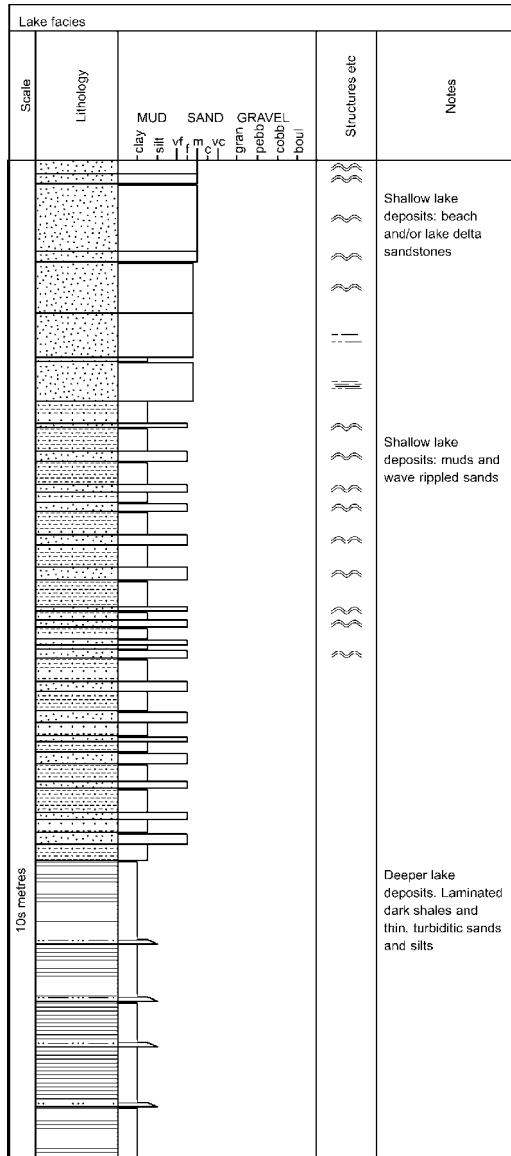 Lake facies
Scale
Lithology
MUD SAND GRAVEL
clay silt vf f m c vc gran pebb cobb boul
Structures etc
Notes
Shallow lake
deposits: beach
and/or lake delta
sandstones
Shallow lake
deposits: muds and
wave rippled sands
10s metres
Deeper lake
deposits. Laminated
dark shales and
thin, turbiditic sands
and silts